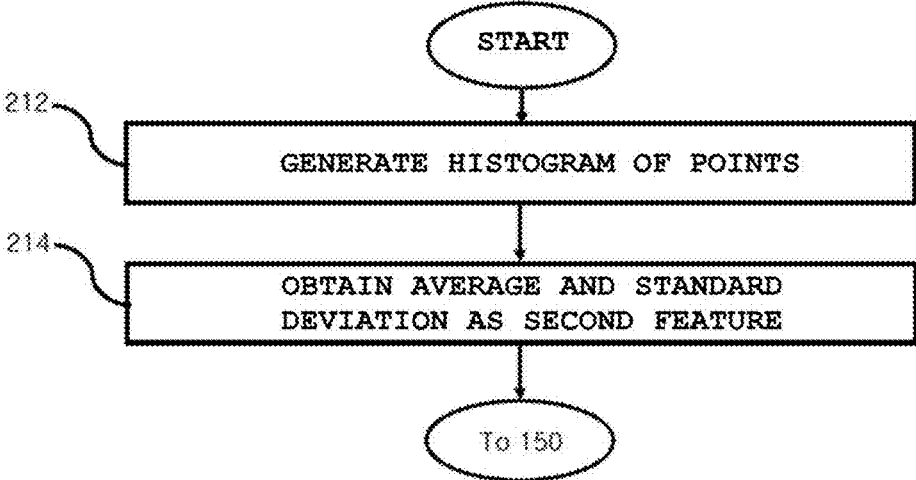 START
212
GENERATE HISTOGRAM OF POINTS
214
OBTAIN AVERAGE AND STANDARD
DEVIATION AS SECOND FEATURE
To 150